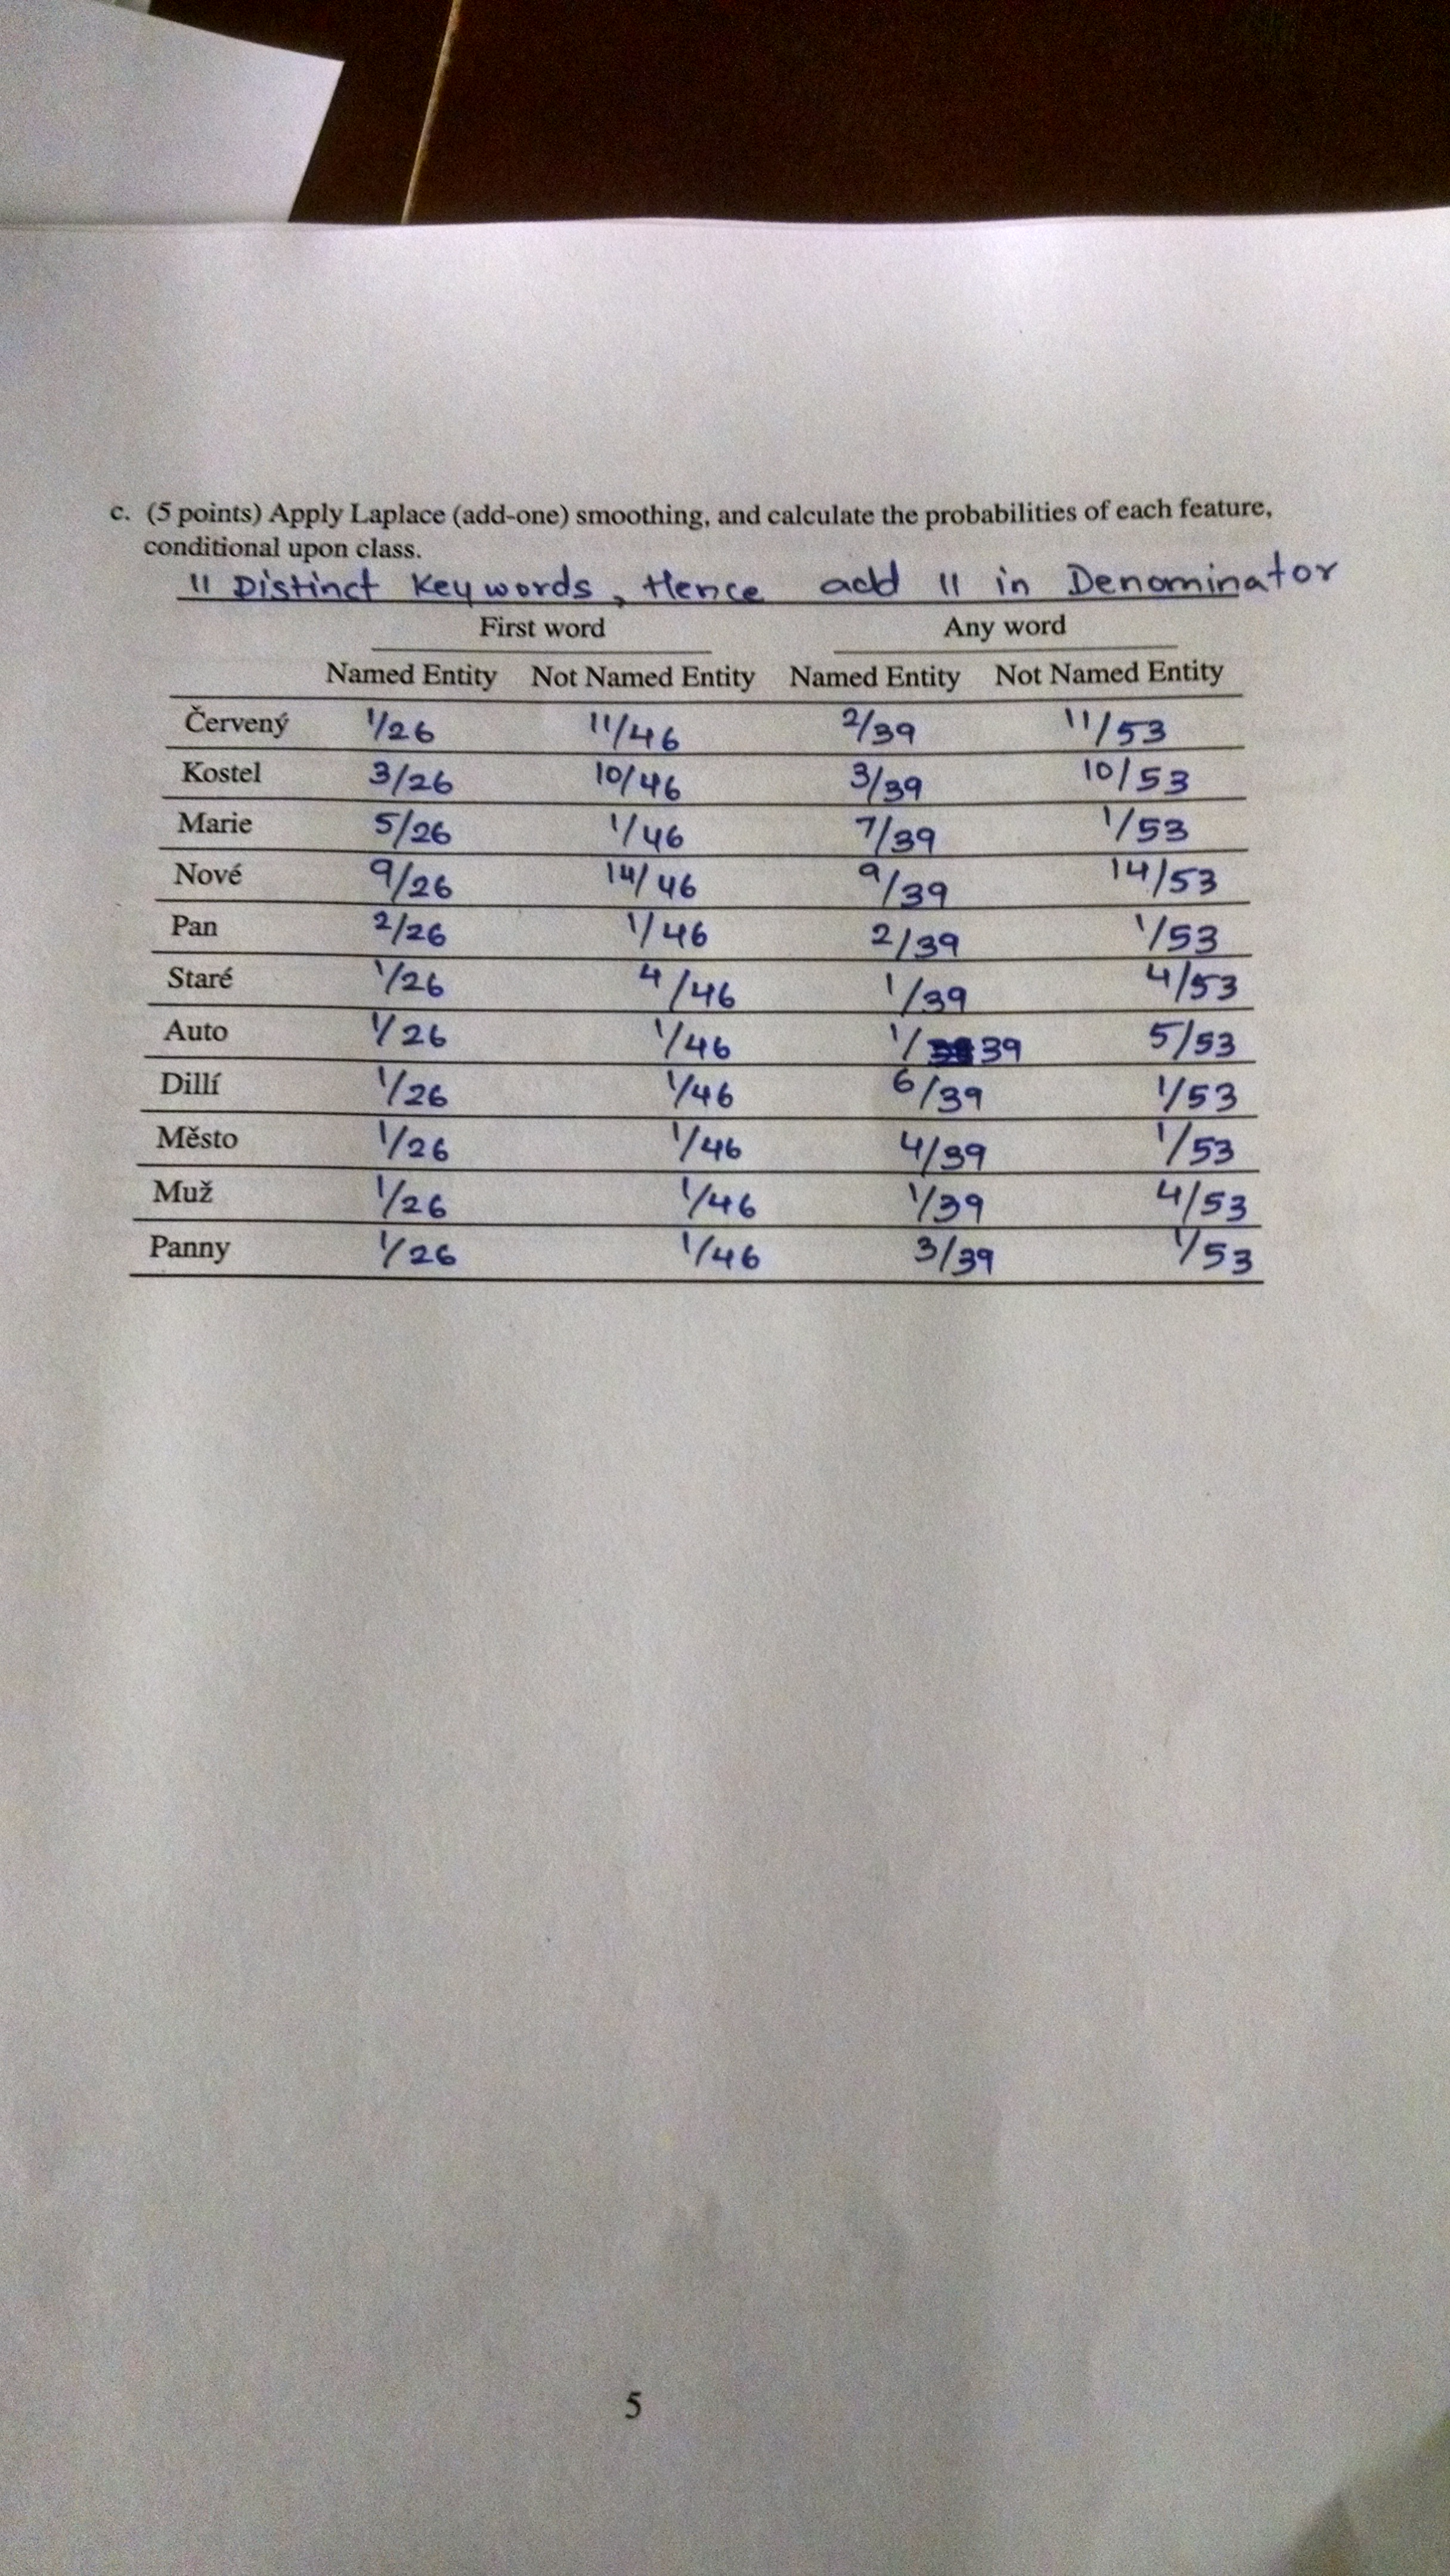 c. (5 points) Apply Laplace (add-one) smoothing, and calculate the probabilities of each feature,
conditional upon class.
11 Distinct Keywords, Hence add 11 in Denominator
First word Any word
Named Entity Not Named Entity Named Entity Not Named Entity
Červený 1/26 11/46 2/39 11/53
Kostel 3/26 10/46 3/39 10/53
Marie 5/26 1/46 7/39 1/53
Nové 9/26 14/46 9/39 14/53
Pan 2/26 1/46 2/39 1/53
Staré 1/26 4/46 1/39 4/53
Auto 1/26 1/46 1/39 5/53
Dillí 1/26 1/46 6/39 1/53
Město 1/26 1/46 4/39 1/53
Muž 1/26 1/46 1/39 4/53
Panny 1/26 1/46 3/39 1/53
5